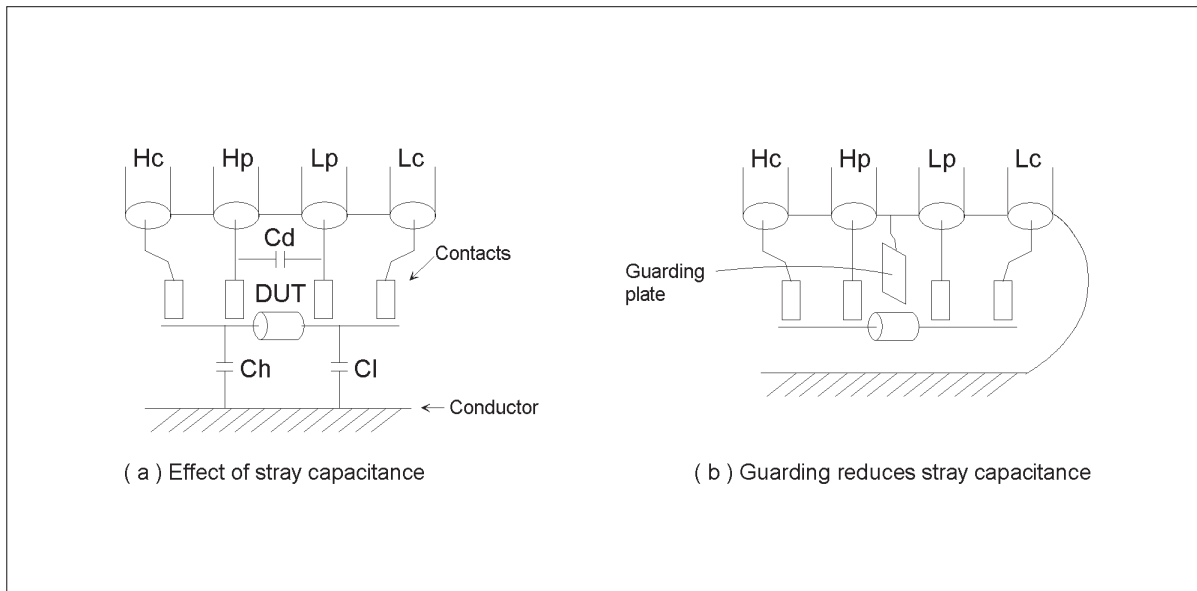 Hc Hp Lp Lc
Cd
Contacts
DUT
Ch Cl
Conductor
( a ) Effect of stray capacitance
Hc Hp Lp Lc
Guarding
plate
( b ) Guarding reduces stray capacitance